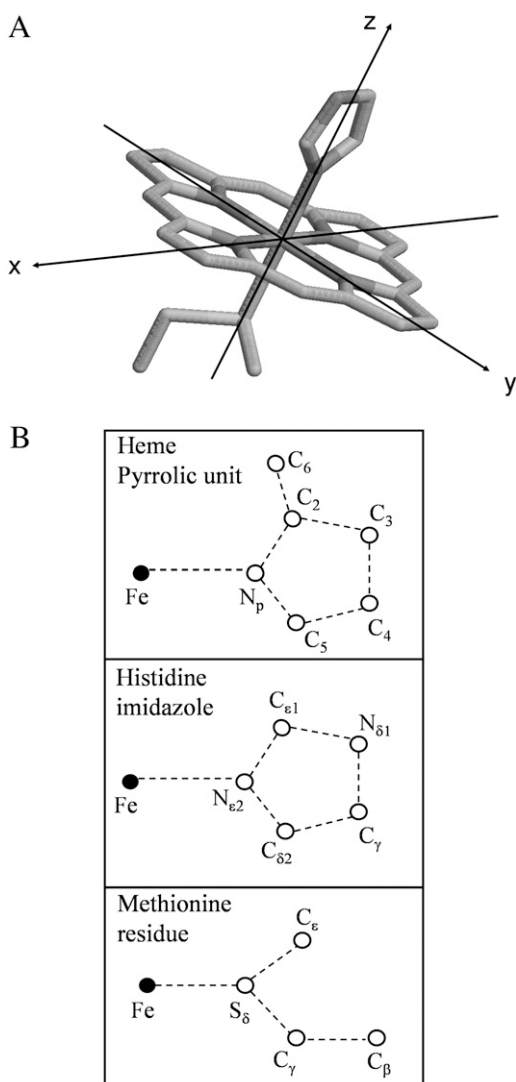 A
z
x
y
B
Heme
Pyrrolic unit
C₆
C₂
C₃
Fe
Nₚ
C₅
C₄
Histidine
imidazole
Cε1
Nδ1
Fe
Nε2
Cδ2
Cγ
Methionine
residue
Cε
Fe
Sδ
Cγ
Cβ